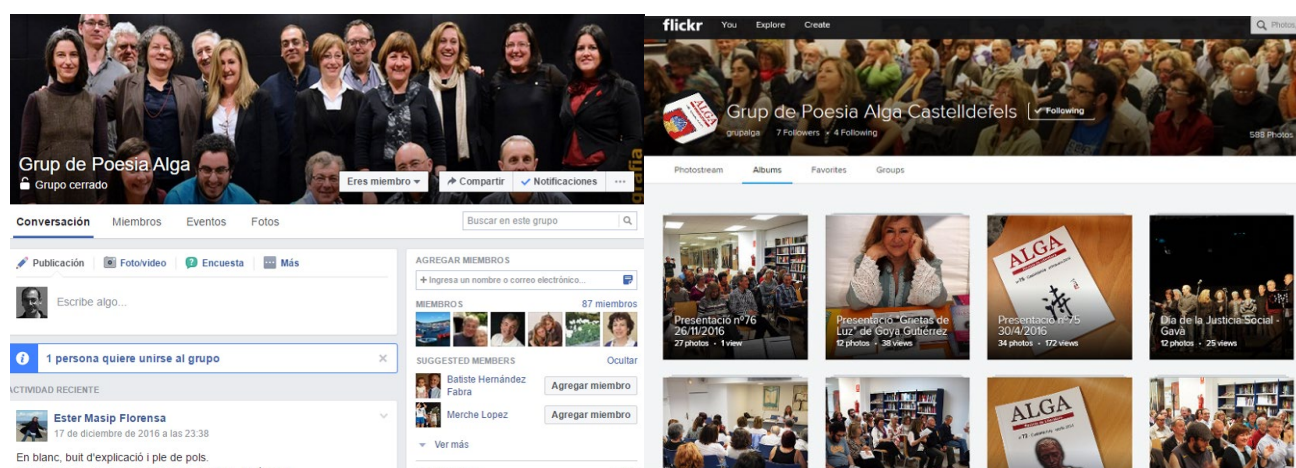 Grup de Poesia Alga
Grupo cerrado
Eres miembro
Compartir
Notificaciones
grafia
Conversación Miembros Eventos Fotos
Buscar en este grupo
Publicación Foto/video Encuesta Más
Escribe algo...
1 persona quiere unirse al grupo
ACTIVIDAD RECIENTE
Ester Masip Florensa
17 de diciembre de 2016 a las 23:38
En blanc, buit d'explicació i ple de pols.
AGREGAR MIEMBROS
+ Ingresa un nombre o correo electrónico...
MIEMBROS 87 miembros
SUGGESTED MEMBERS Ocultar
Batiste Hernández
Fabra
Agregar miembro
Merche Lopez
Agregar miembro
Ver más
flickr You Explore Create
Photos,
ALGA
Grup de Poesia Alga Castelldefels
Following
grupalga 7 Followers • 4 Following
588 Photos
Photostream Albums Favorites Groups
Presentació nº76
26/11/2016
27 photos • 1 view
Presentació "Grietas de
Luz" de Goya Gutiérrez
12 photos • 38 views
ALGA
Presentació nº75
30/4/2016
34 photos • 172 views
Día de la Justicia Social -
Gavà
12 photos • 25 views
ALGA